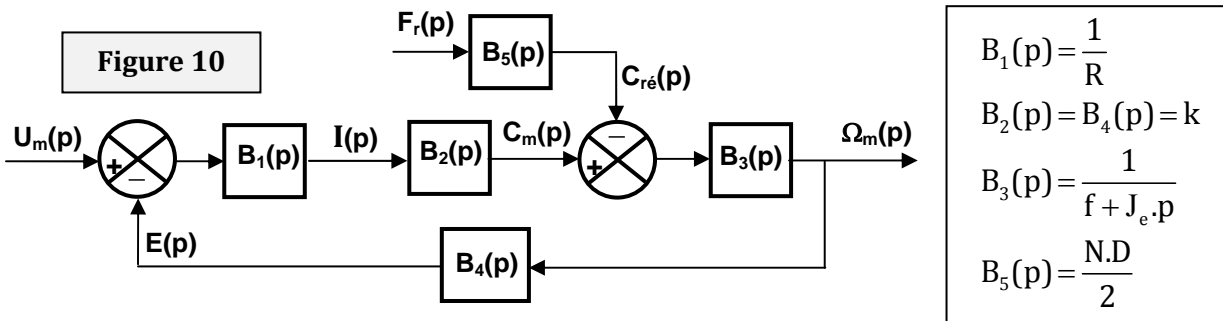 Figure 10
F_r(p)
B_5(p)
C_ré(p)
U_m(p)
+
−
B_1(p)
I(p)
B_2(p)
C_m(p)
−
+
B_3(p)
Ω_m(p)
E(p)
B_4(p)
B_1(p) = 1/R
B_2(p) = B_4(p) = k
B_3(p) = 1/(f + J_e.p)
B_5(p) = N.D/2